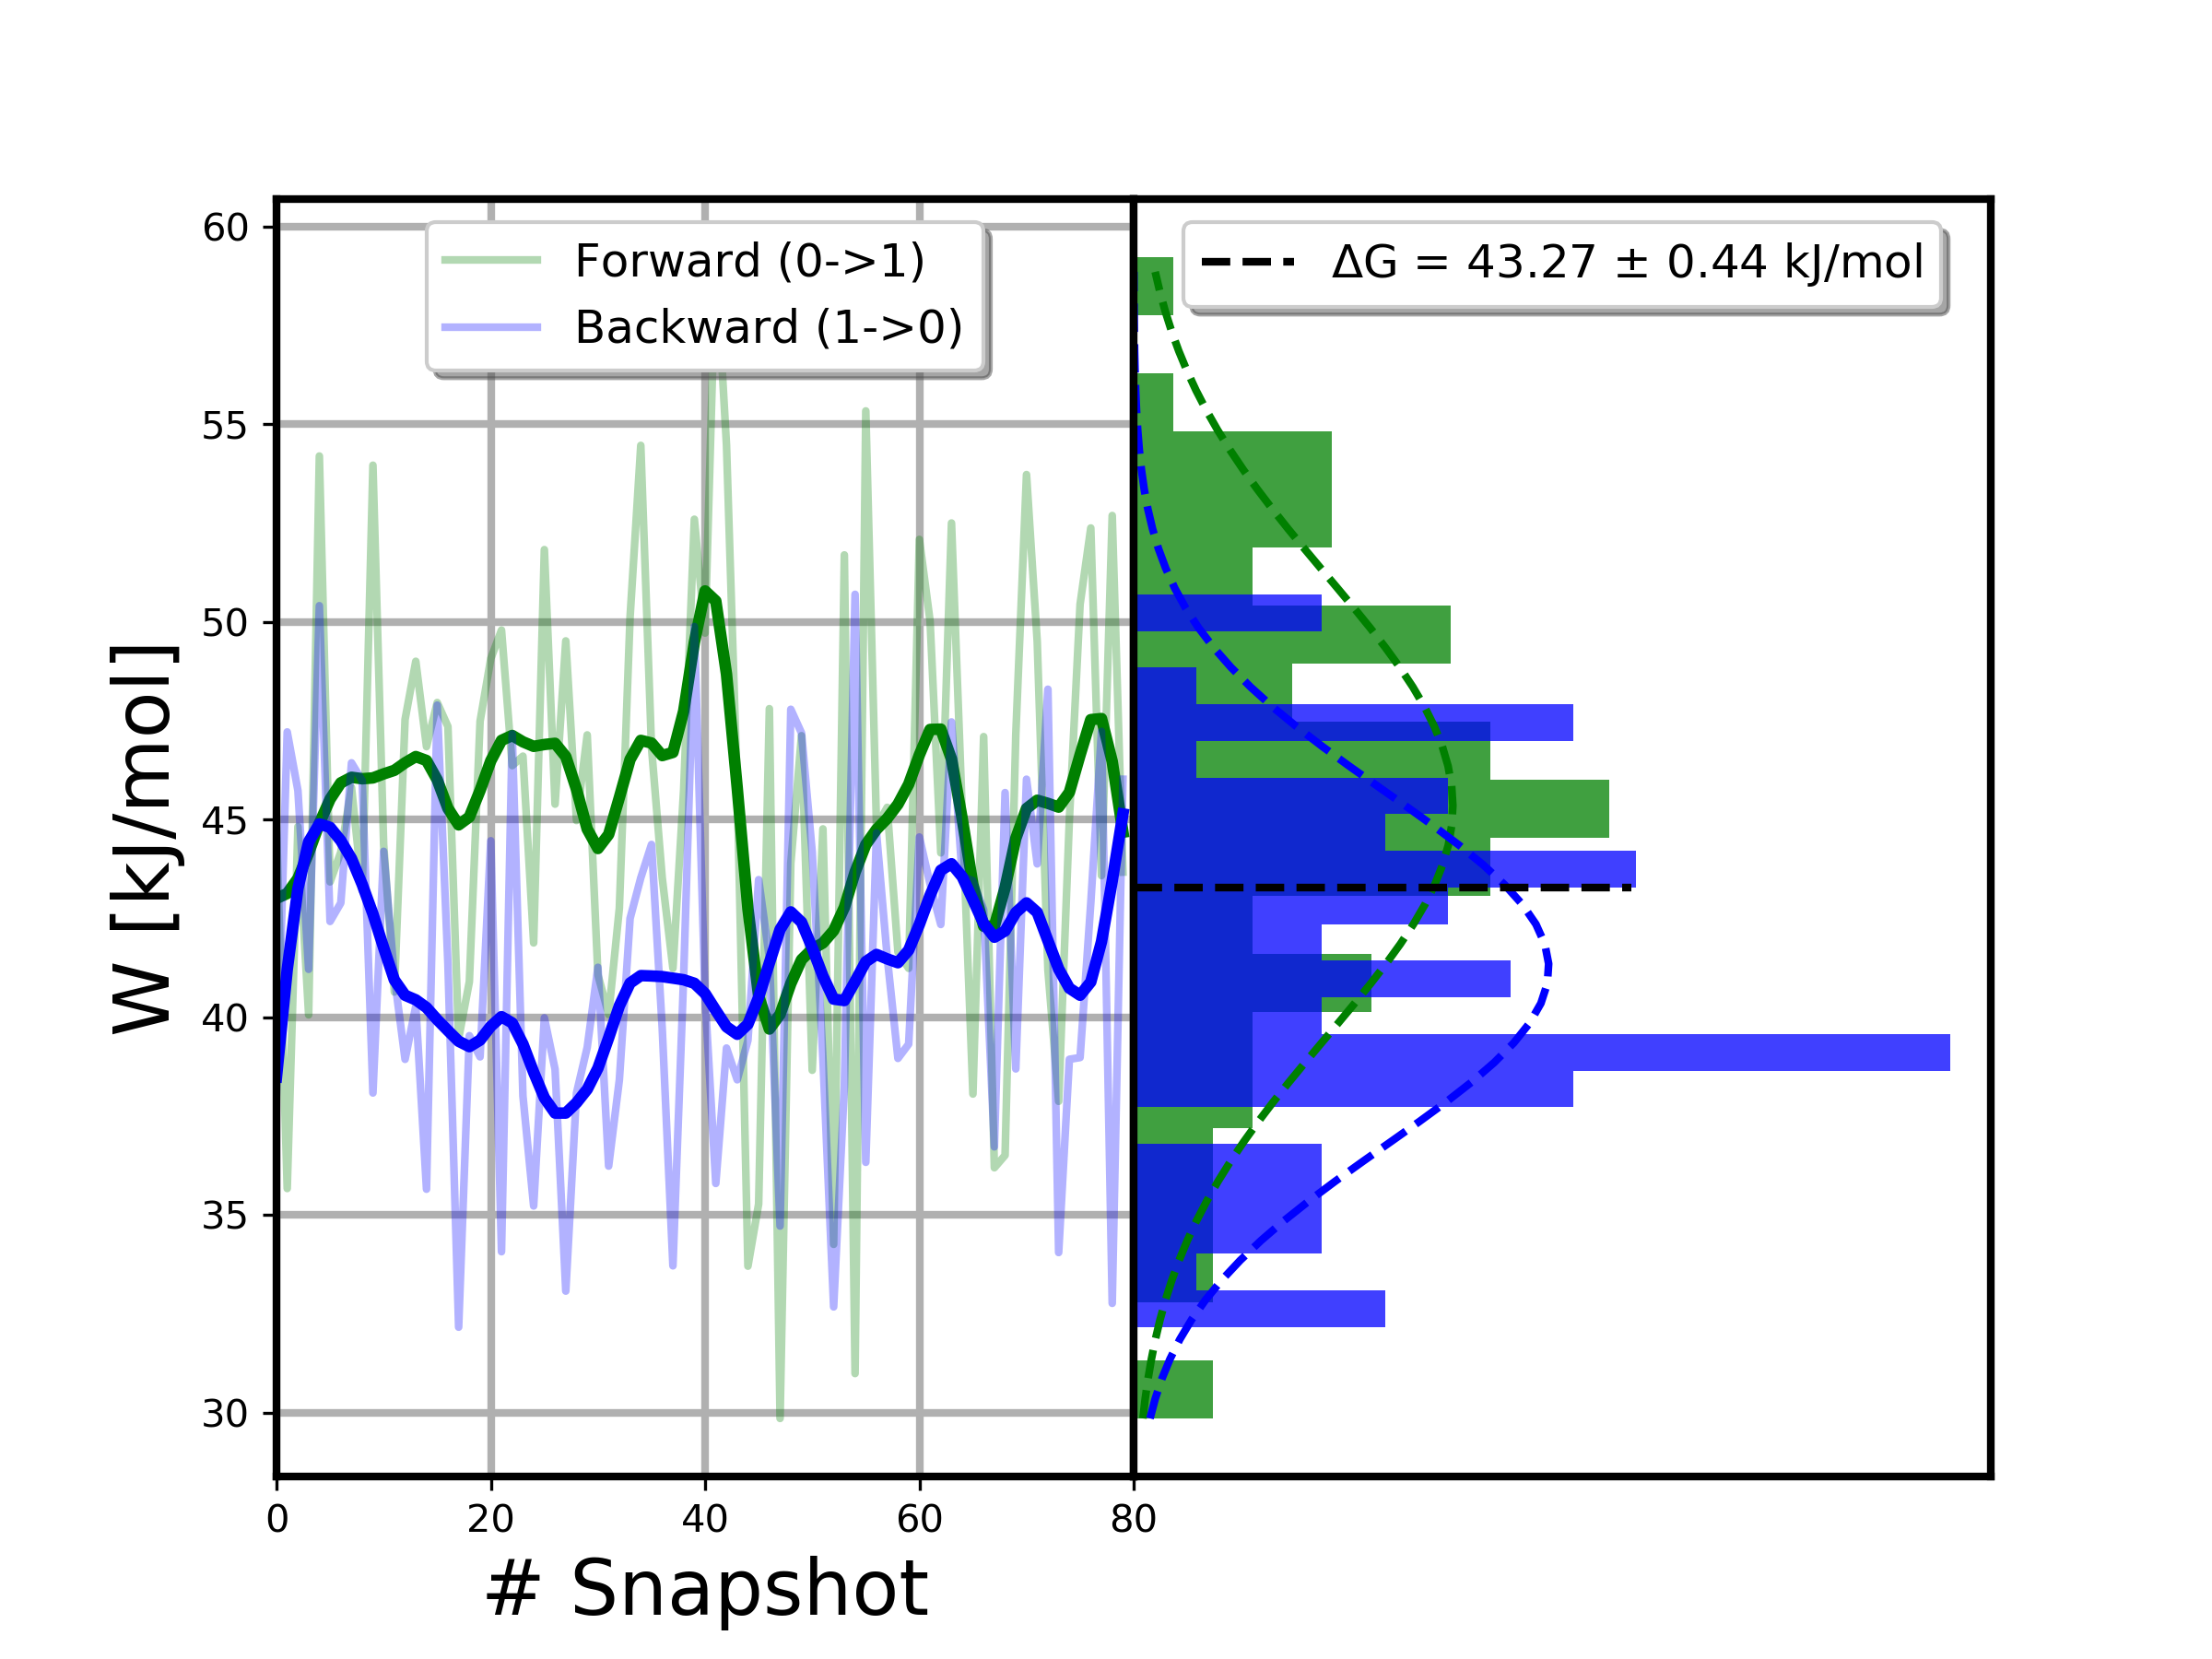 Forward (0->1)
Backward (1->0)
ΔG = 43.27 ± 0.44 kJ/mol
W [kJ/mol]
60
55
50
45
40
35
30
0 20 40 60 80
# Snapshot